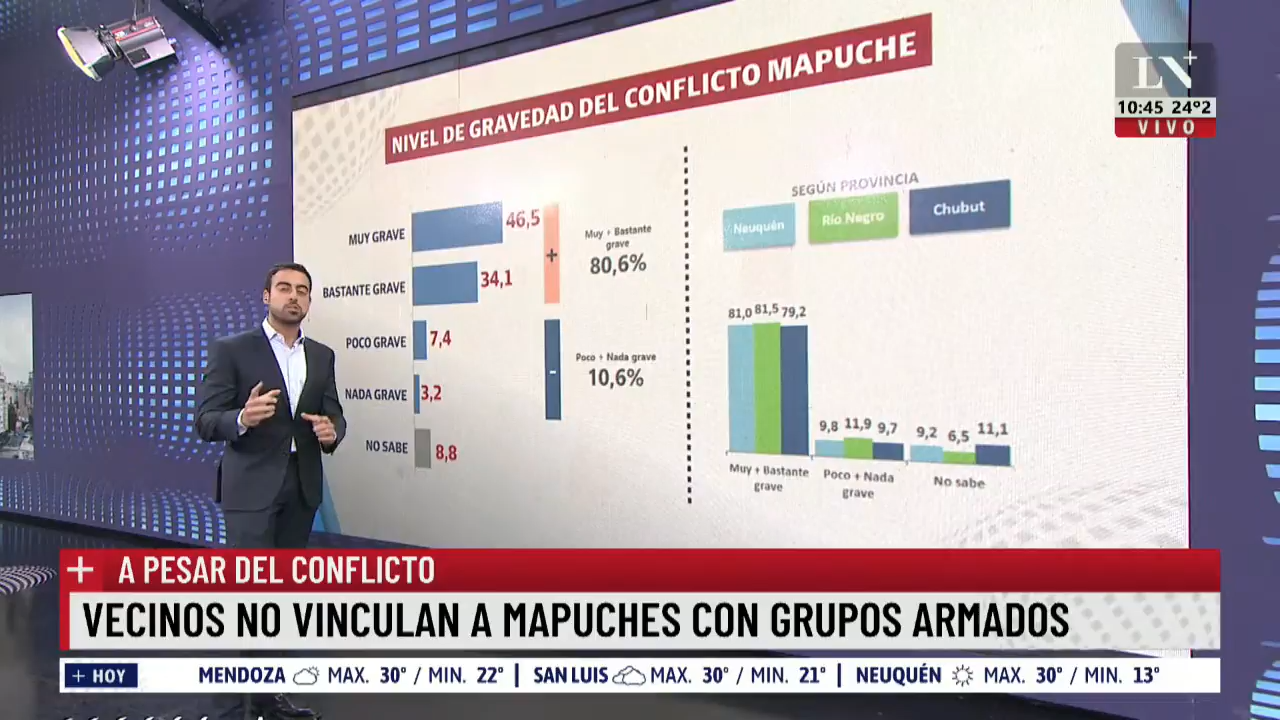 NIVEL DE GRAVEDAD DEL CONFLICTO MAPUCHE
LN+
10:45 24º2
VIVO
MUY GRAVE 46,5
BASTANTE GRAVE 34,1
POCO GRAVE 7,4
NADA GRAVE 3,2
NO SABE 8,8
+
Muy + Bastante
grave
80,6%
-
Poco + Nada grave
10,6%
SEGÚN PROVINCIA
Neuquén Río Negro Chubut
81,0 81,5 79,2
9,8 11,9 9,7
9,2 6,5 11,1
Muy + Bastante
grave
Poco + Nada
grave
No sabe
+ A PESAR DEL CONFLICTO
VECINOS NO VINCULAN A MAPUCHES CON GRUPOS ARMADOS
+ HOY MENDOZA MAX. 30° / MIN. 22° | SAN LUIS MAX. 30° / MIN. 21° | NEUQUÉN MAX. 30° / MIN. 13°